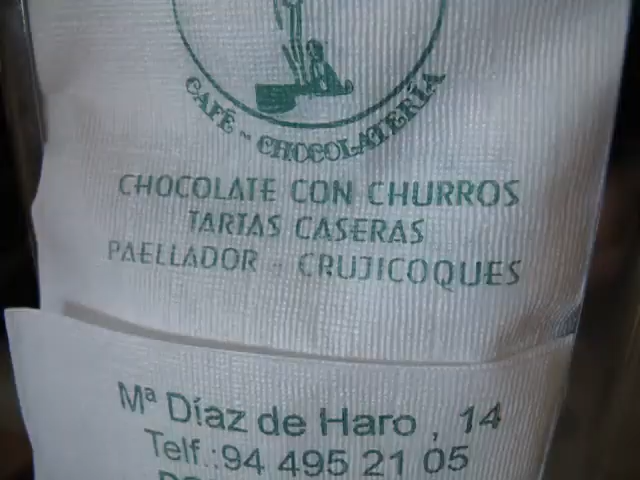 CAFÉ - CHOCOLATERÍA
CHOCOLATE CON CHURROS
TARTAS CASERAS
PAELLADOR - CRUJICOQUES
Mª Díaz de Haro, 14
Telf.:94 495 21 05